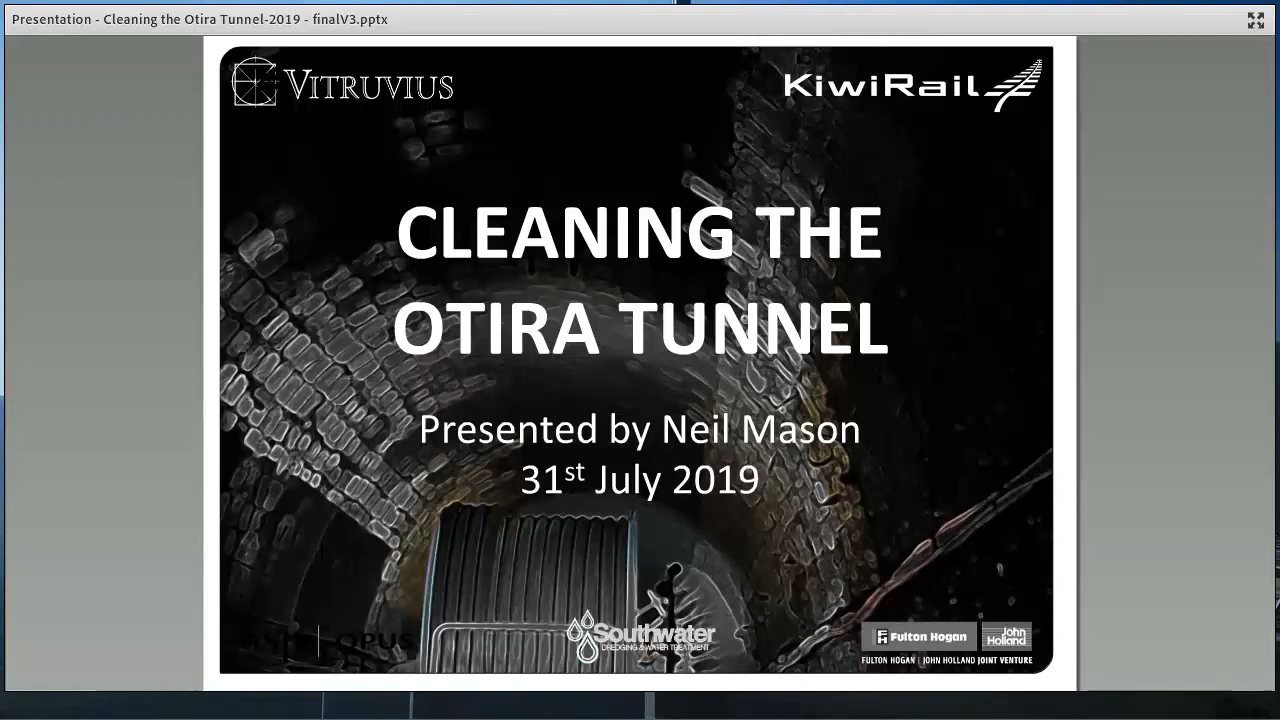 Presentation - Cleaning the Otira Tunnel-2019 - finalV3.pptx
VITRUVIUS
KiwiRail
CLEANING THE
OTIRA TUNNEL
Presented by Neil Mason
31st July 2019
OPUS
Southwater
DREDGING & WATER TREATMENT
Fulton Hogan
John
Holland
FULTON HOGAN | JOHN HOLLAND JOINT VENTURE